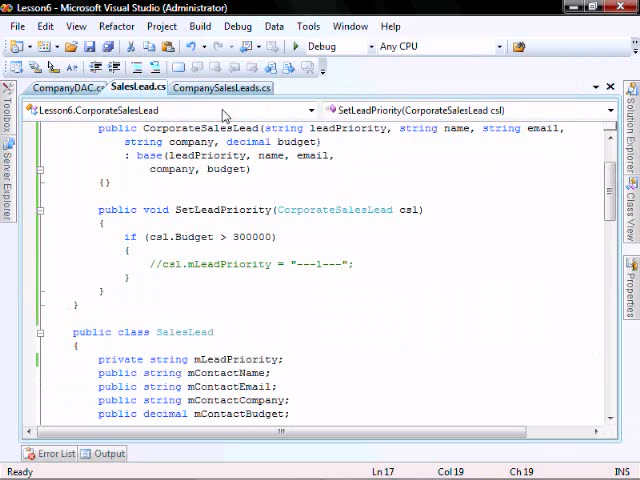 Lesson6 - Microsoft Visual Studio (Administrator)
File Edit View Refactor Project Build Debug Data Tools Test Window Help
Debug Any CPU
CompanyDAC.cs SalesLead.cs CompanySalesLeads.cs
Lesson6.CorporateSalesLead SetLeadPriority(CorporateSalesLead csl)
public CorporateSalesLead(string leadPriority, string name, string email,
string company, decimal budget)
: base(leadPriority, name, email,
company, budget)
{}
public void SetLeadPriority(CorporateSalesLead csl)
{
if (csl.Budget > 300000)
{
//csl.mLeadPriority = "---1---";
}
}
}
public class SalesLead
{
private string mLeadPriority;
public string mContactName;
public string mContactEmail;
public string mContactCompany;
public decimal mContactBudget;
Toolbox
Server Explorer
Solution Explorer
Class View
Properties
Error List Output
Ready Ln 17 Col 19 Ch 19 INS